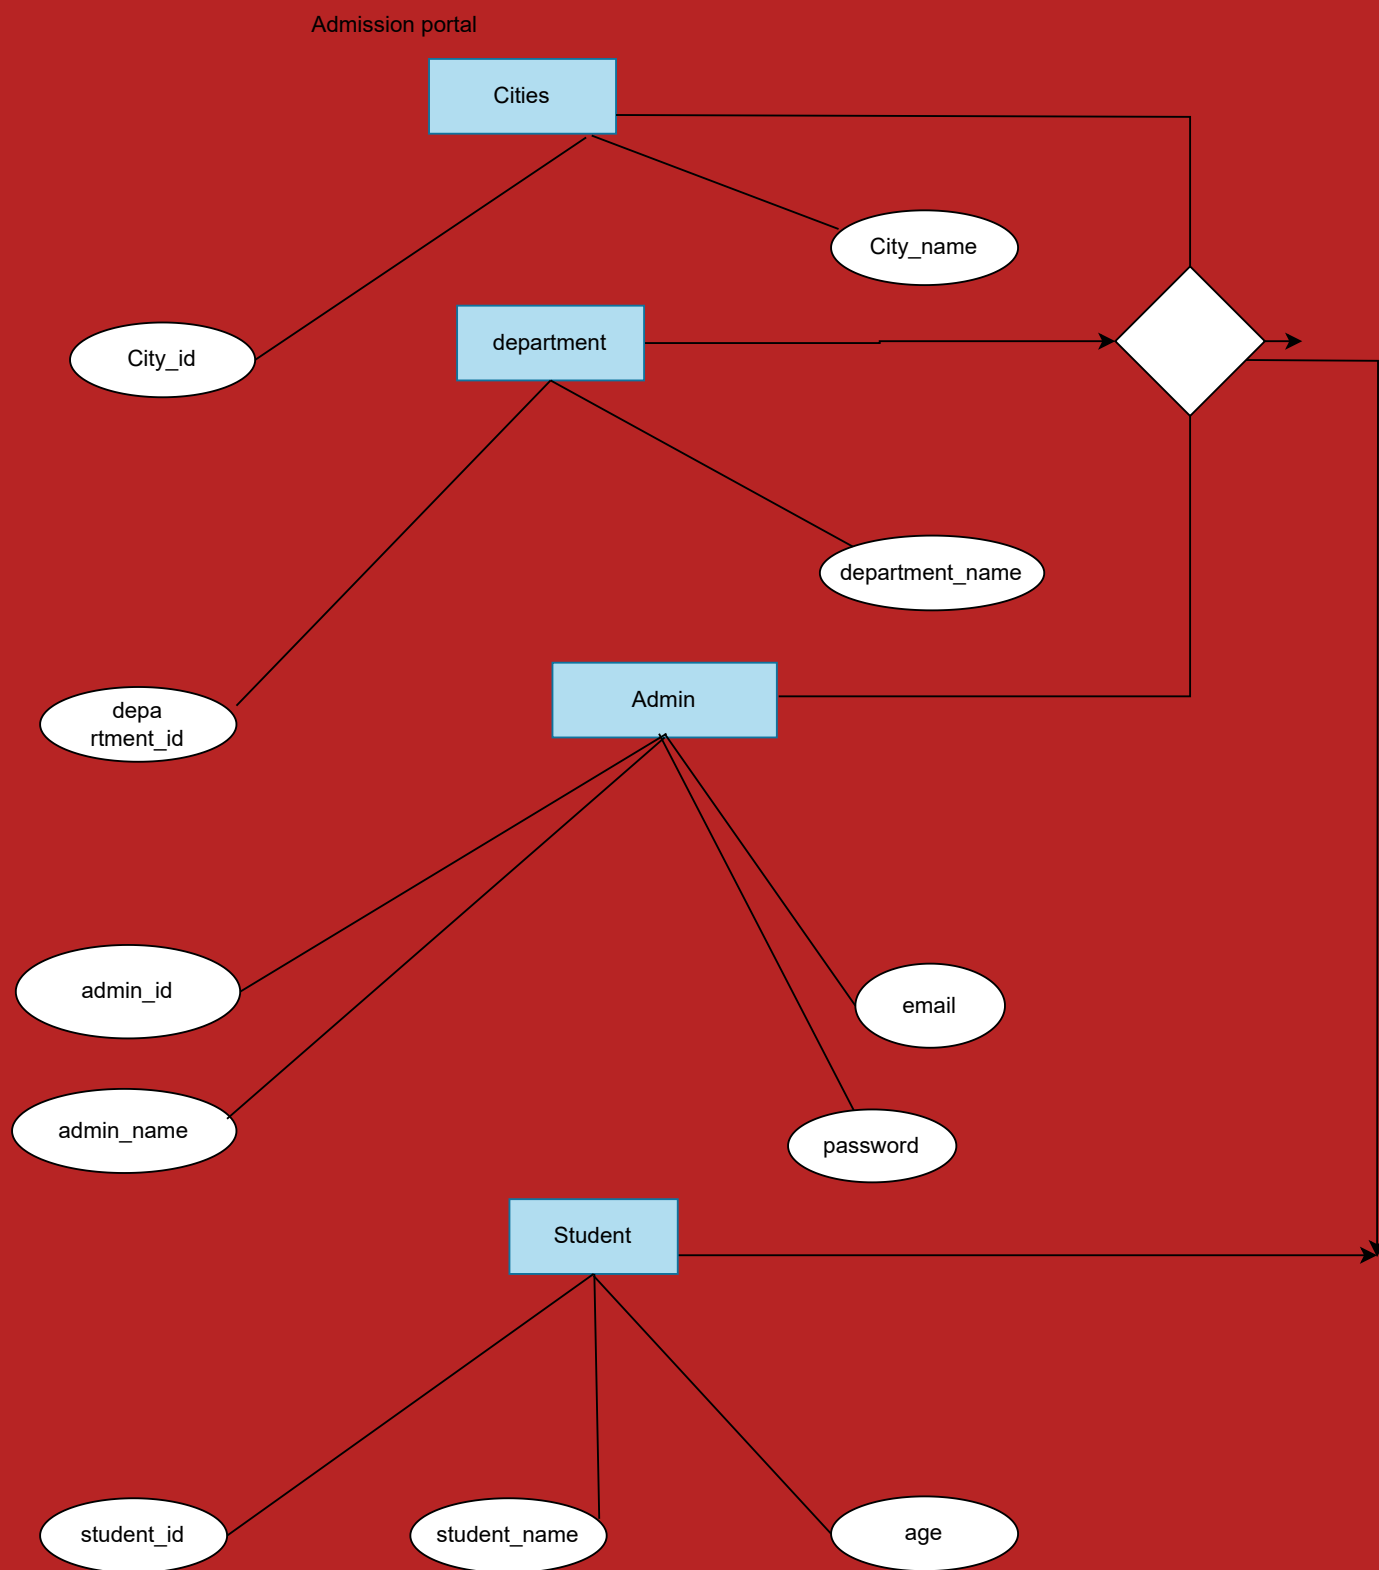 Admission portal
Cities
City_name
department
City_id
department_name
Admin
depa
rtment_id
admin_id
email
admin_name
password
Student
student_id
student_name
age